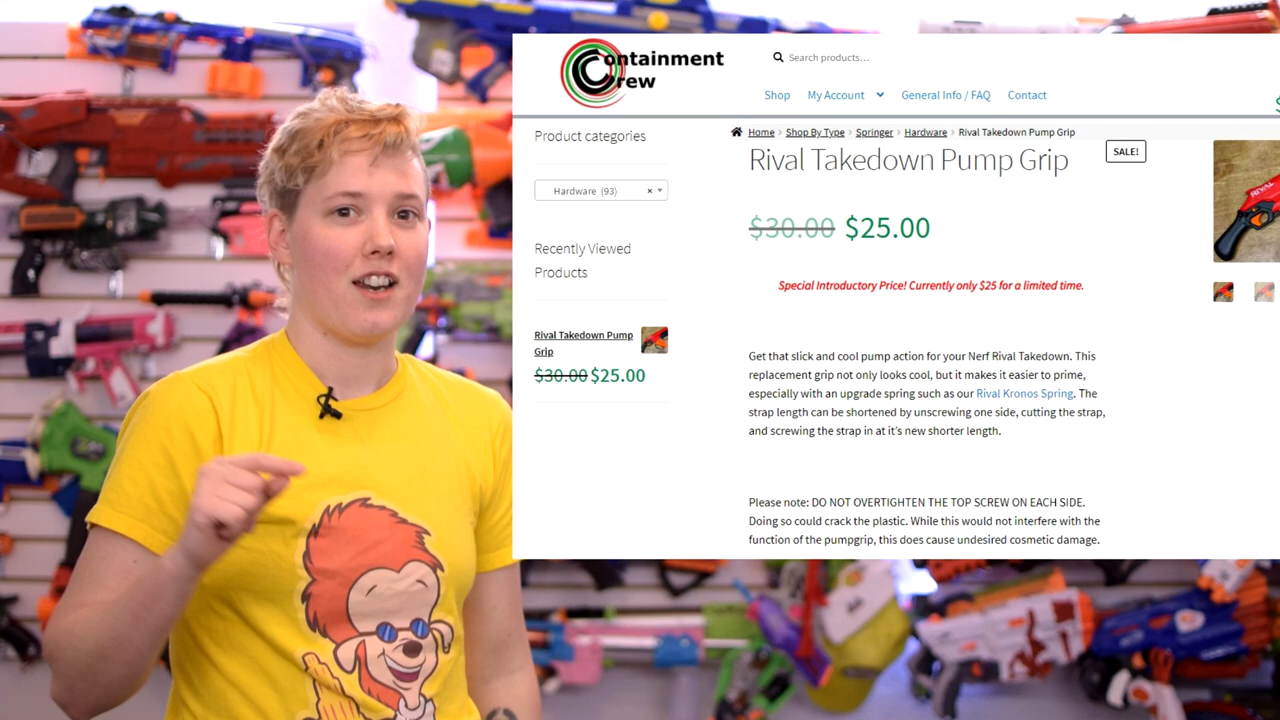 Containment
Crew
Search products…
Shop My Account General Info / FAQ Contact
Product categories
Hardware (93) ×
Recently Viewed
Products
Rival Takedown Pump
Grip
$30.00 $25.00
Home › Shop By Type › Springer › Hardware › Rival Takedown Pump Grip
Rival Takedown Pump Grip
SALE!
$30.00 $25.00
Special Introductory Price! Currently only $25 for a limited time.
Get that slick and cool pump action for your Nerf Rival Takedown. This
replacement grip not only looks cool, but it makes it easier to prime,
especially with an upgrade spring such as our Rival Kronos Spring. The
strap length can be shortened by unscrewing one side, cutting the strap,
and screwing the strap in at it's new shorter length.
Please note: DO NOT OVERTIGHTEN THE TOP SCREW ON EACH SIDE.
Doing so could crack the plastic. While this would not interfere with the
function of the pumpgrip, this does cause undesired cosmetic damage.
$
RIVAL